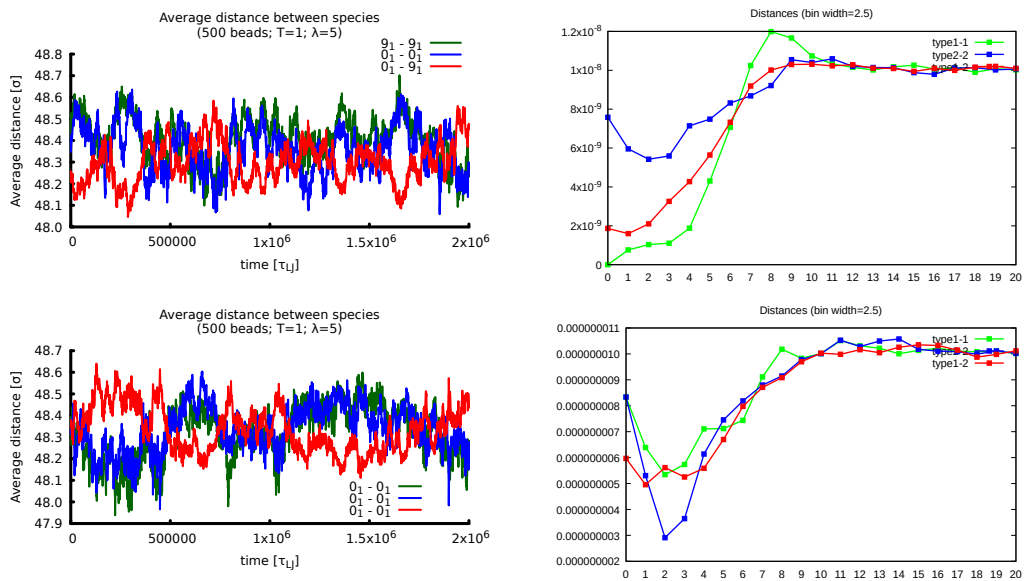 Average distance between species
(500 beads; T=1; λ=5)
9₁ - 9₁
0₁ - 0₁
0₁ - 9₁
48.8
48.7
48.6
48.5
48.4
48.3
48.2
48.1
48.0
Average distance [σ]
0
500000
1x10⁶
1.5x10⁶
2x10⁶
time [τLJ]
Distances (bin width=2.5)
type1-1
type2-2
type1-2
1.2x10⁻⁸
1x10⁻⁸
8x10⁻⁹
6x10⁻⁹
4x10⁻⁹
2x10⁻⁹
0
0 1 2 3 4 5 6 7 8 9 10 11 12 13 14 15 16 17 18 19 20
Average distance between species
(500 beads; T=1; λ=5)
48.7
48.6
48.5
48.4
48.3
48.2
48.1
48.0
47.9
Average distance [σ]
0₁ - 0₁
0₁ - 0₁
0₁ - 0₁
0
500000
1x10⁶
1.5x10⁶
2x10⁶
time [τLJ]
Distances (bin width=2.5)
type1-1
type2-2
type1-2
0.000000011
0.000000010
0.000000009
0.000000008
0.000000007
0.000000006
0.000000005
0.000000004
0.000000003
0.000000002
0 1 2 3 4 5 6 7 8 9 10 11 12 13 14 15 16 17 18 19 20